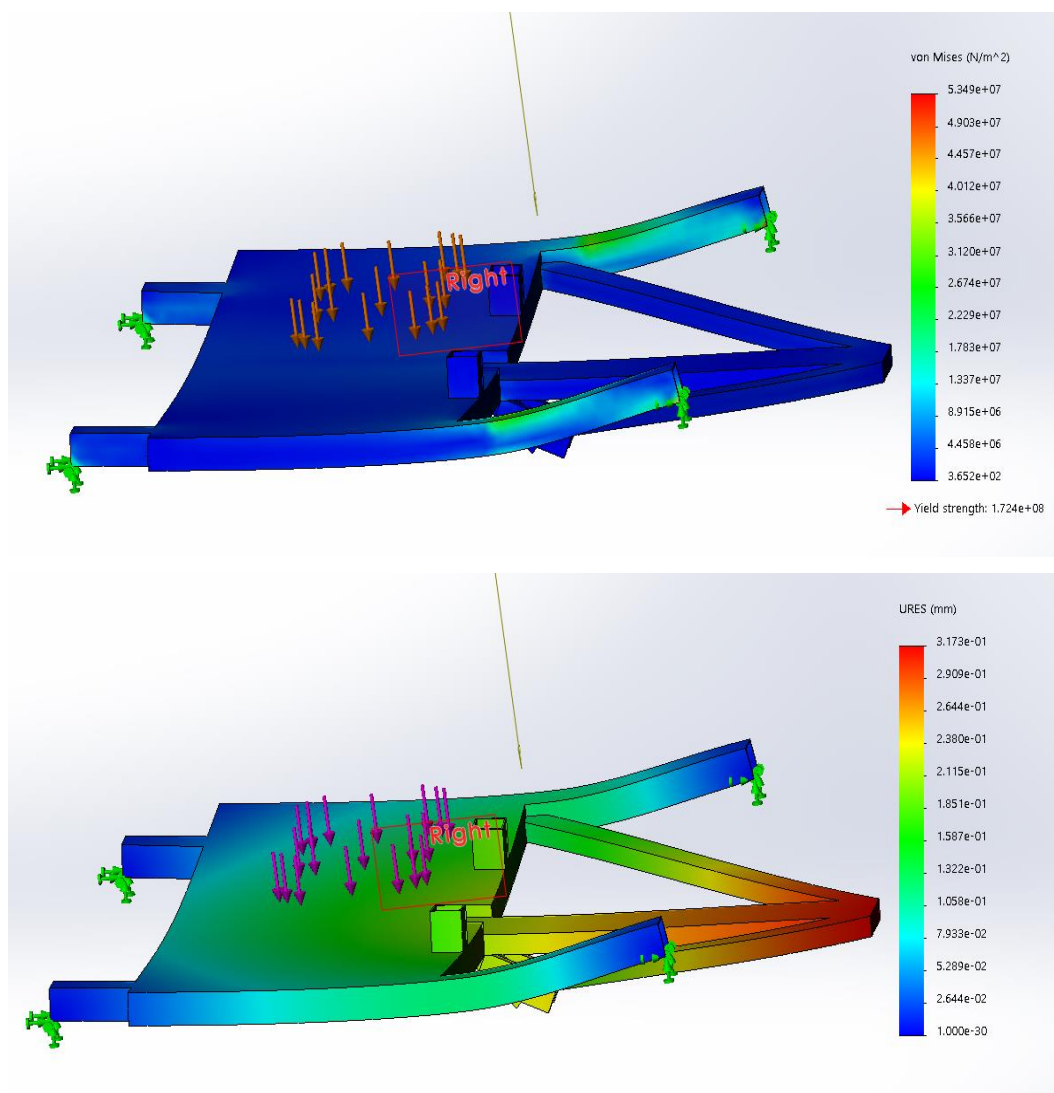 von Mises (N/m^2)
5.349e+07
4.903e+07
4.457e+07
4.012e+07
3.566e+07
3.120e+07
2.674e+07
2.229e+07
1.783e+07
1.337e+07
8.915e+06
4.458e+06
3.652e+02
Yield strength: 1.724e+08
Right
URES (mm)
3.173e-01
2.909e-01
2.644e-01
2.380e-01
2.115e-01
1.851e-01
1.587e-01
1.322e-01
1.058e-01
7.933e-02
5.289e-02
2.644e-02
1.000e-30
Right